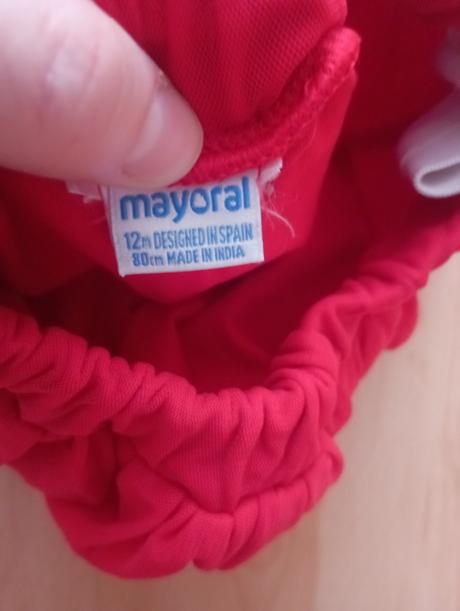 mayoral
12m DESIGNED IN SPAIN
80cm MADE IN INDIA